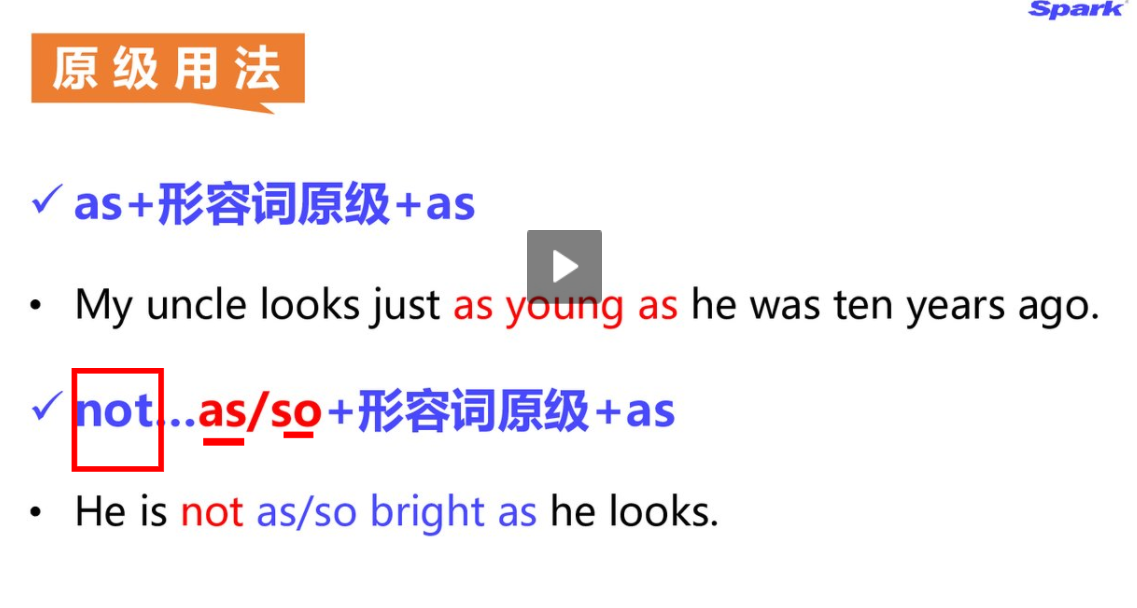 Spark
原级用法
✓ as+形容词原级+as
• My uncle looks just as young as he was ten years ago.
✓ not…as/so+形容词原级+as
• He is not as/so bright as he looks.